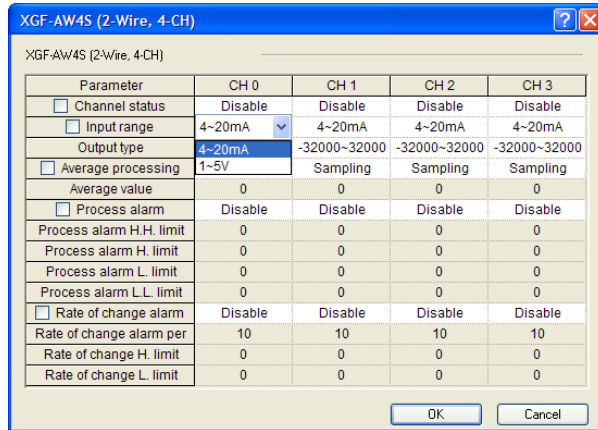 XGF-AW4S (2-Wire, 4-CH)
XGF-AW4S (2-Wire, 4-CH)
Parameter CH 0 CH 1 CH 2 CH 3
Channel status Disable Disable Disable Disable
Input range 4~20mA 4~20mA 4~20mA 4~20mA
Output type 4~20mA -32000~32000 -32000~32000 -32000~32000
Average processing 1~5V Sampling Sampling Sampling
Average value 0 0 0 0
Process alarm Disable Disable Disable Disable
Process alarm H.H. limit 0 0 0 0
Process alarm H. limit 0 0 0 0
Process alarm L. limit 0 0 0 0
Process alarm L.L. limit 0 0 0 0
Rate of change alarm Disable Disable Disable Disable
Rate of change alarm per 10 10 10 10
Rate of change H. limit 0 0 0 0
Rate of change L. limit 0 0 0 0
OK Cancel